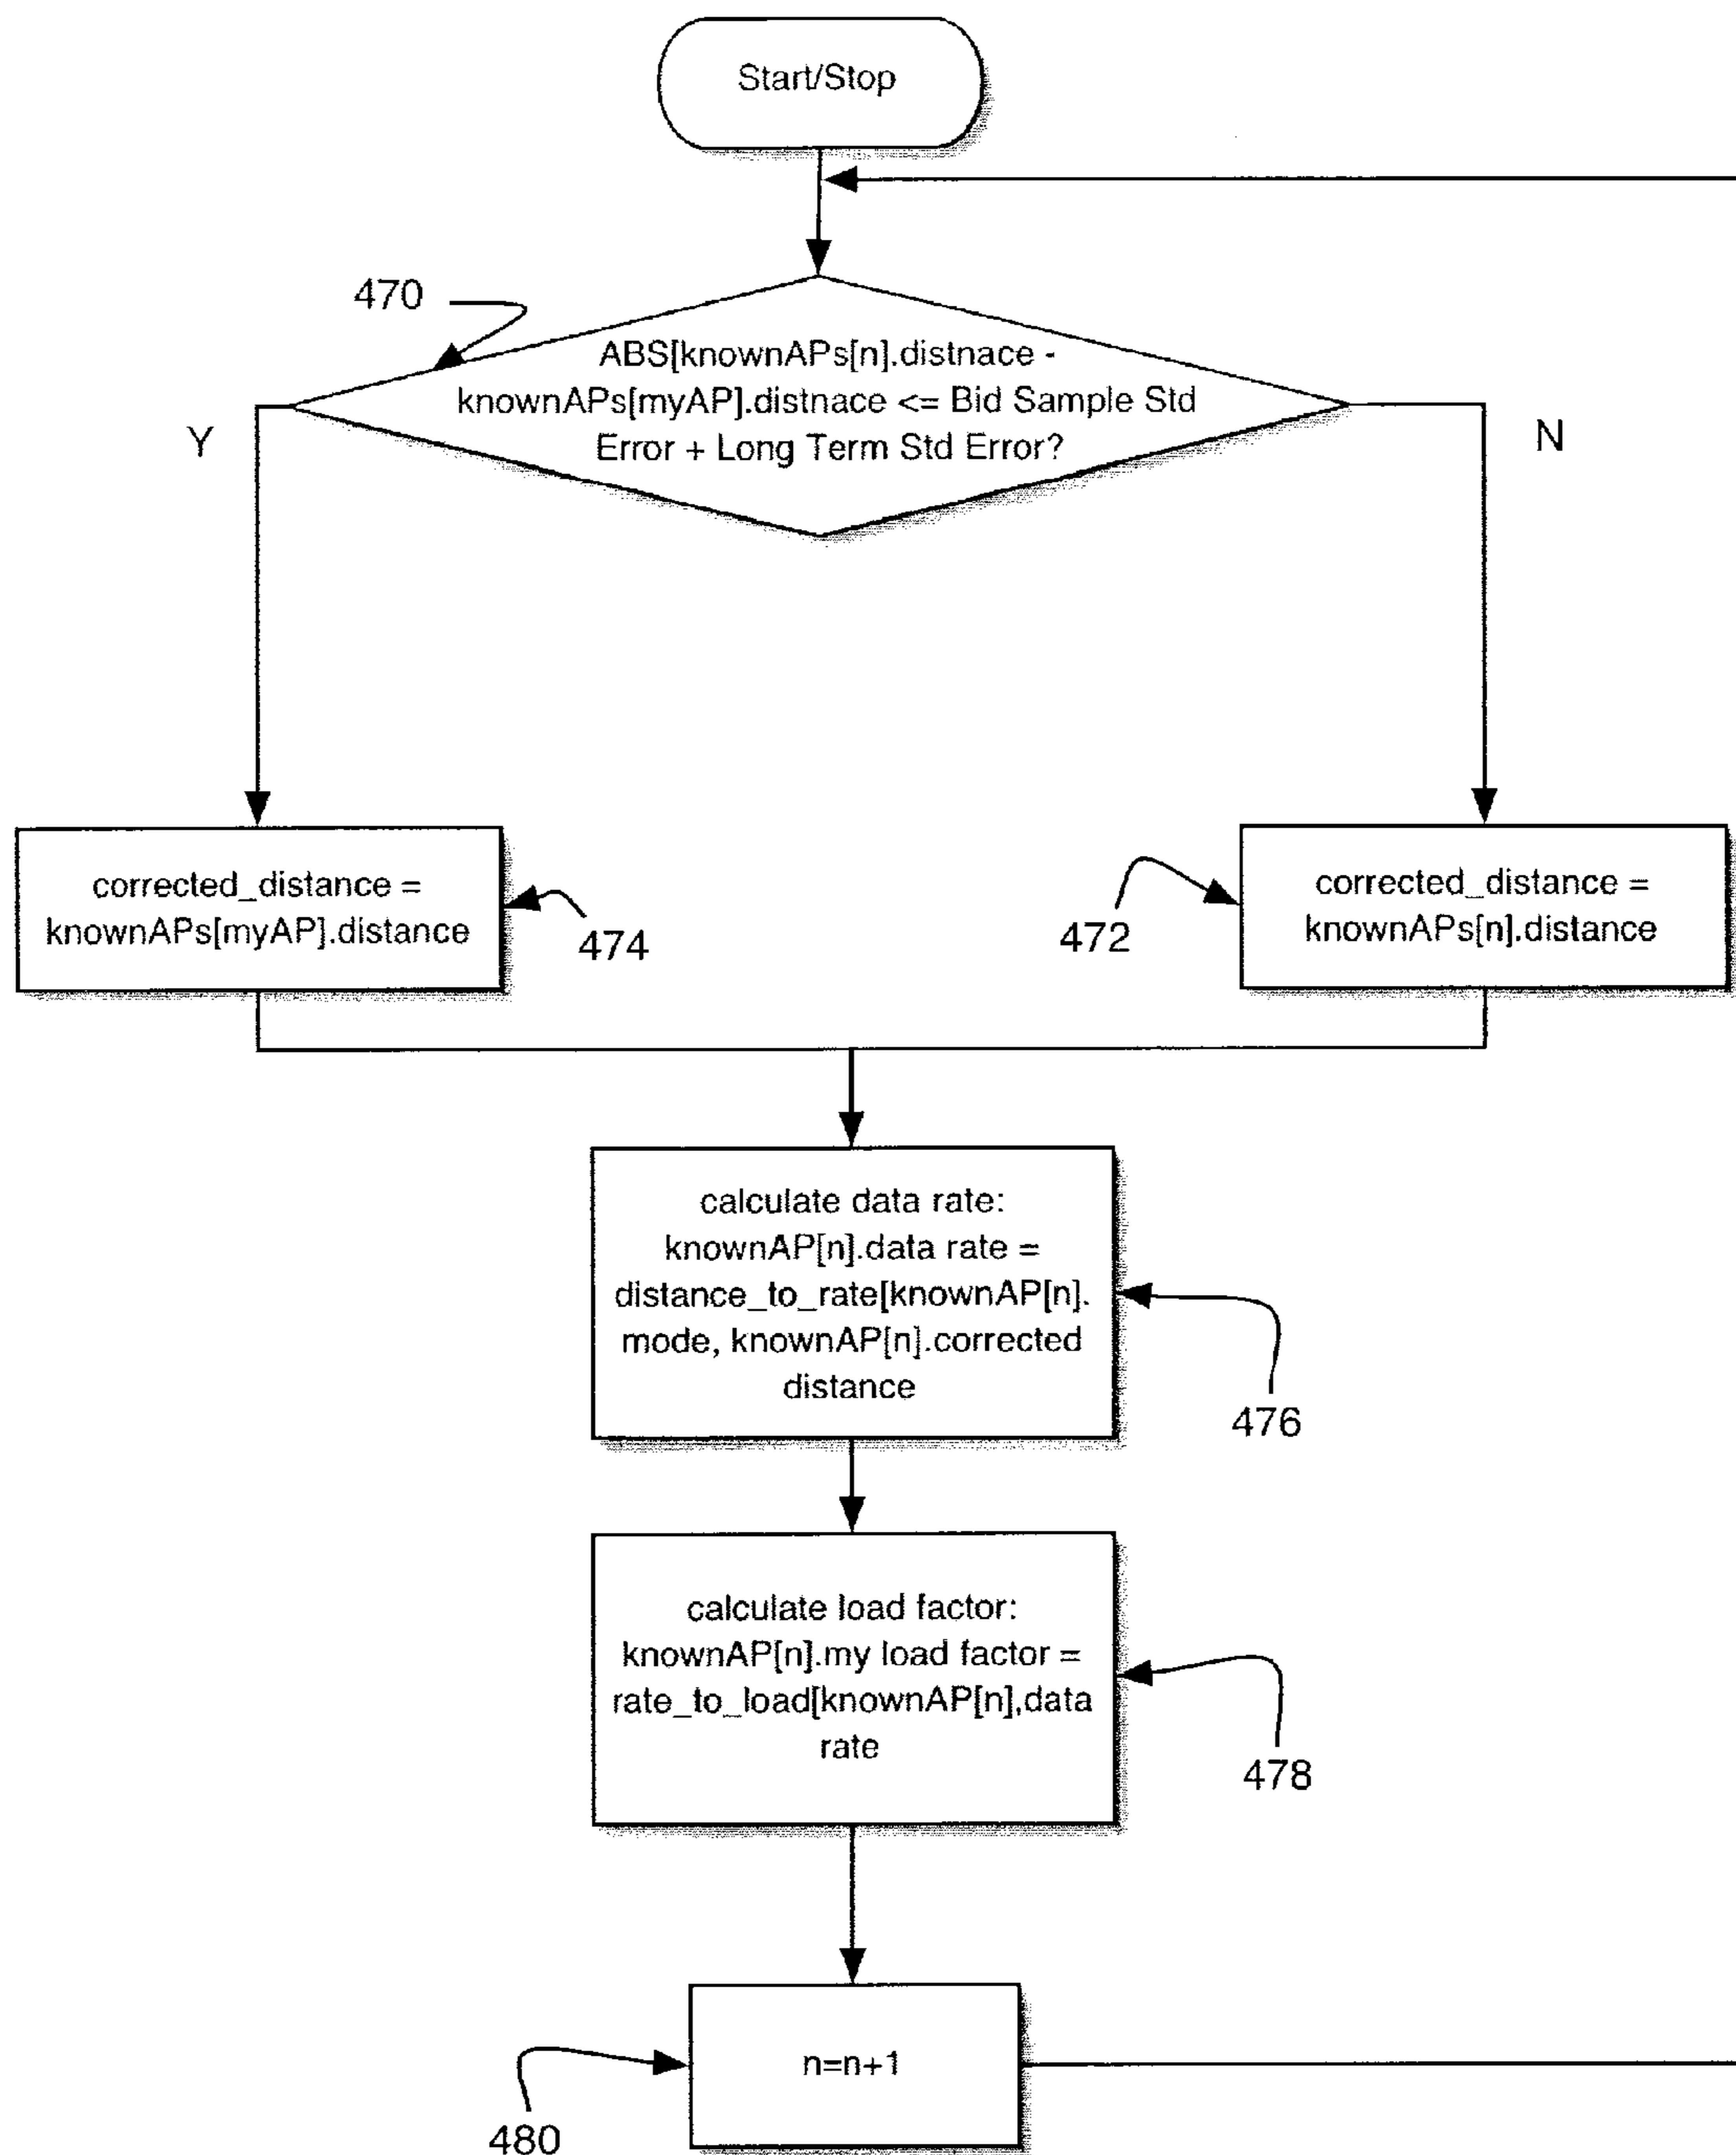 Start/Stop
470
ABS[knownAPs[n].distnace -
knownAPs[myAP].distnace <= Bid Sample Std
Error + Long Term Std Error?
Y
N
corrected_distance =
knownAPs[myAP].distance
474
472
corrected_distance =
knownAPs[n].distance
calculate data rate:
knownAP[n].data rate =
distance_to_rate[knownAP[n].
mode, knownAP[n].corrected
distance
476
calculate load factor:
knownAP[n].my load factor =
rate_to_load[knownAP[n],data
rate
478
n=n+1
480